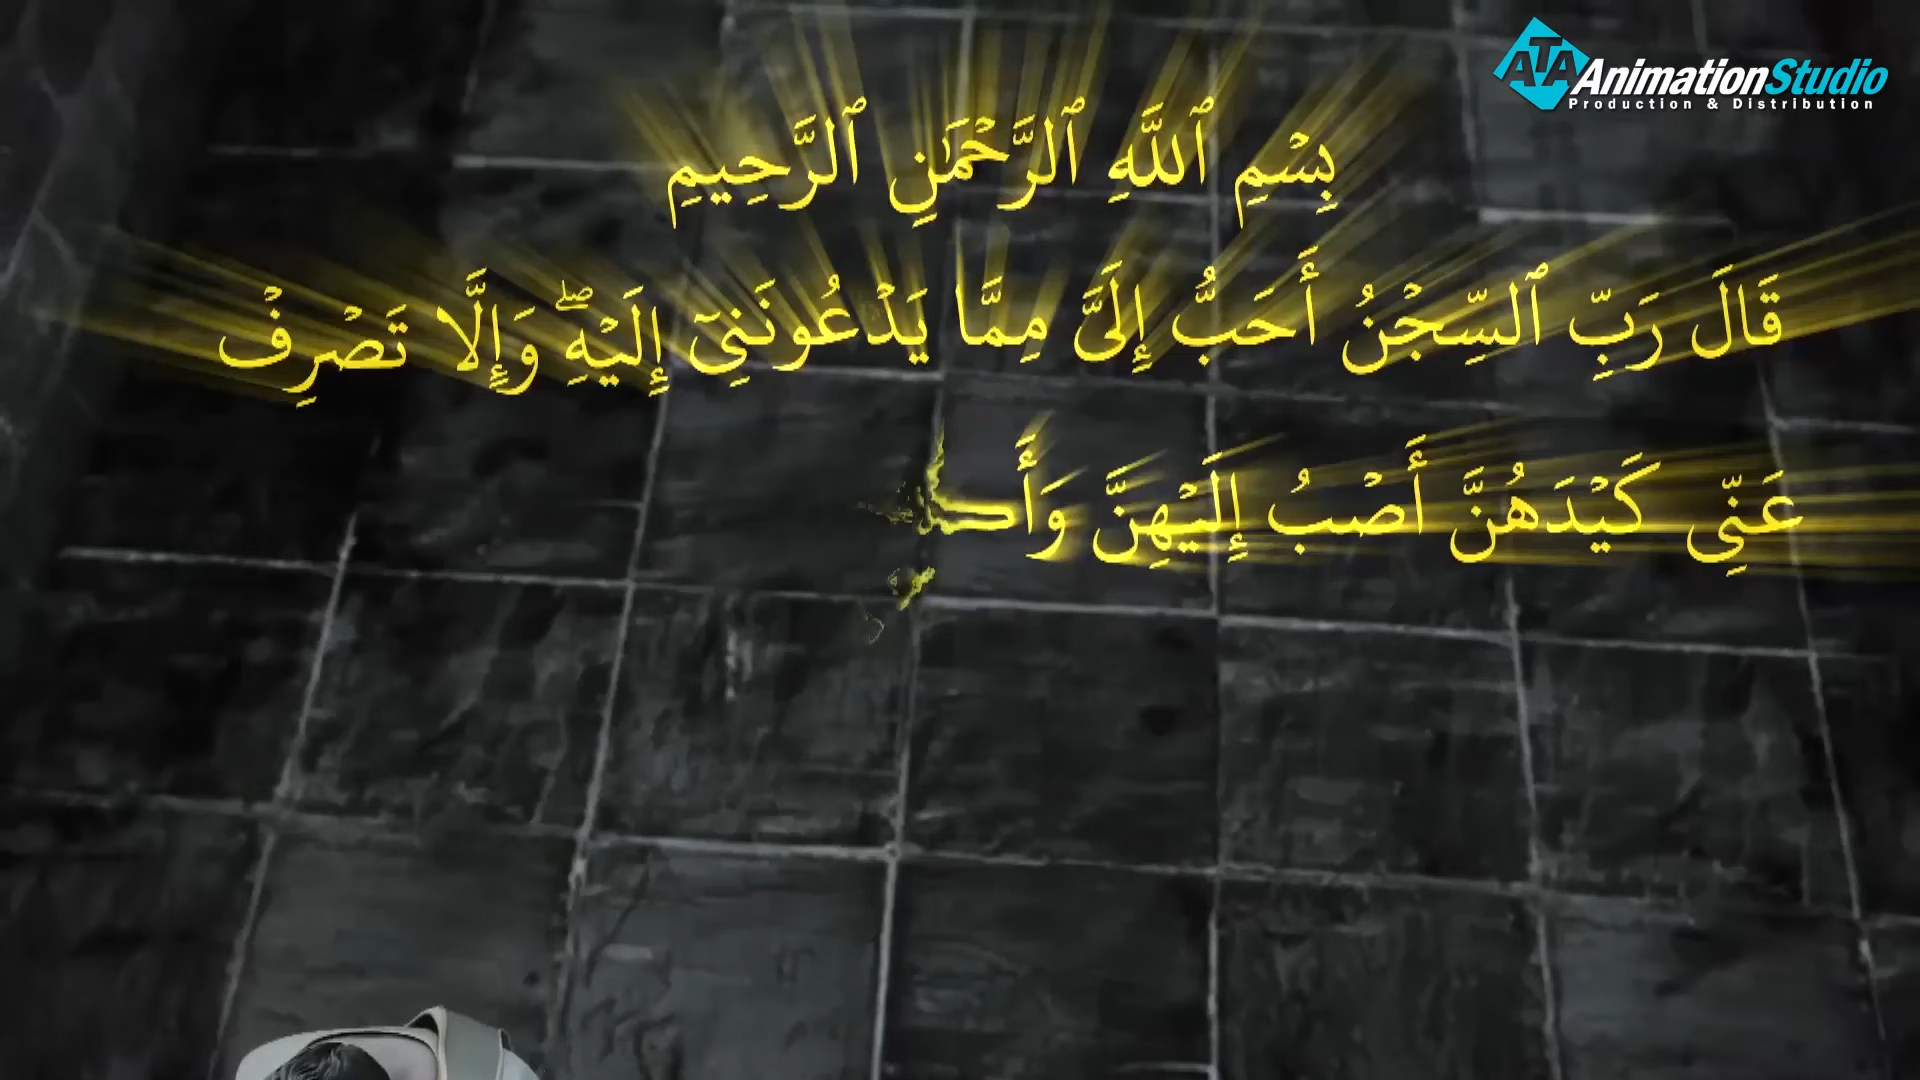 ATA AnimationStudio
Production & Distribution
بِسْمِ ٱللَّهِ ٱلرَّحْمَٰنِ ٱلرَّحِيمِ
قَالَ رَبِّ ٱلسِّجْنُ أَحَبُّ إِلَىَّ مِمَّا يَدْعُونَنِىٓ إِلَيْهِ ۖ وَإِلَّا تَصْرِفْ
عَنِّى كَيْدَهُنَّ أَصْبُ إِلَيْهِنَّ